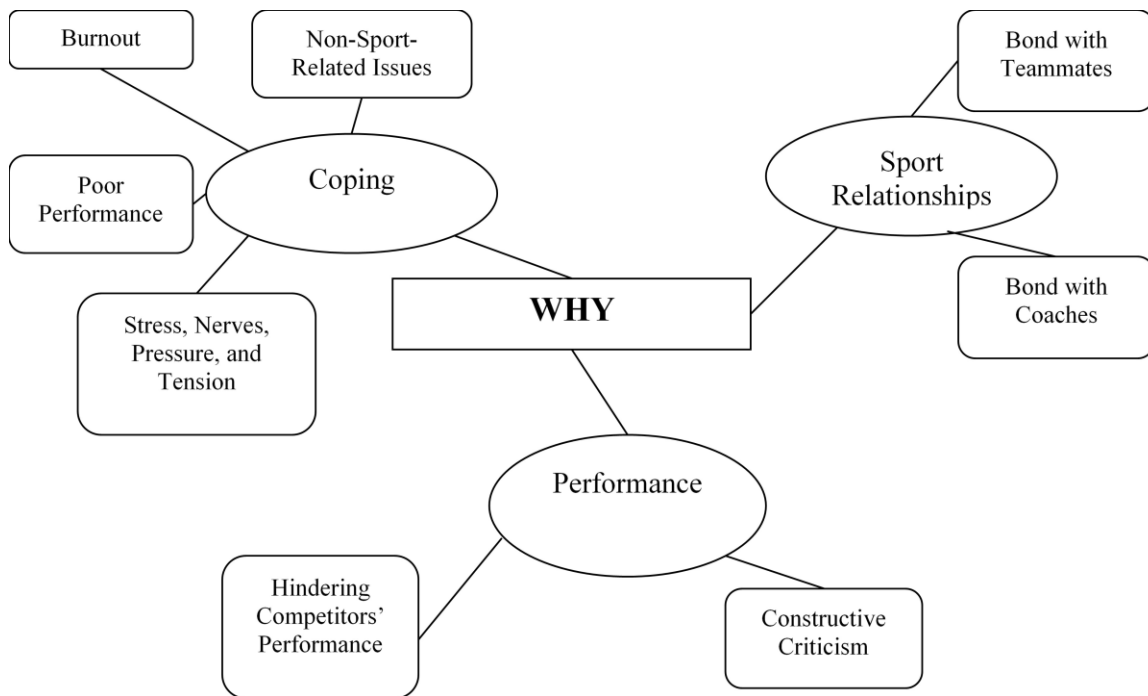 Burnout
Non-Sport-
Related Issues
Bond with
Teammates
Poor
Performance
Coping
Sport
Relationships
Stress, Nerves,
Pressure, and
Tension
WHY
Bond with
Coaches
Performance
Hindering
Competitors’
Performance
Constructive
Criticism